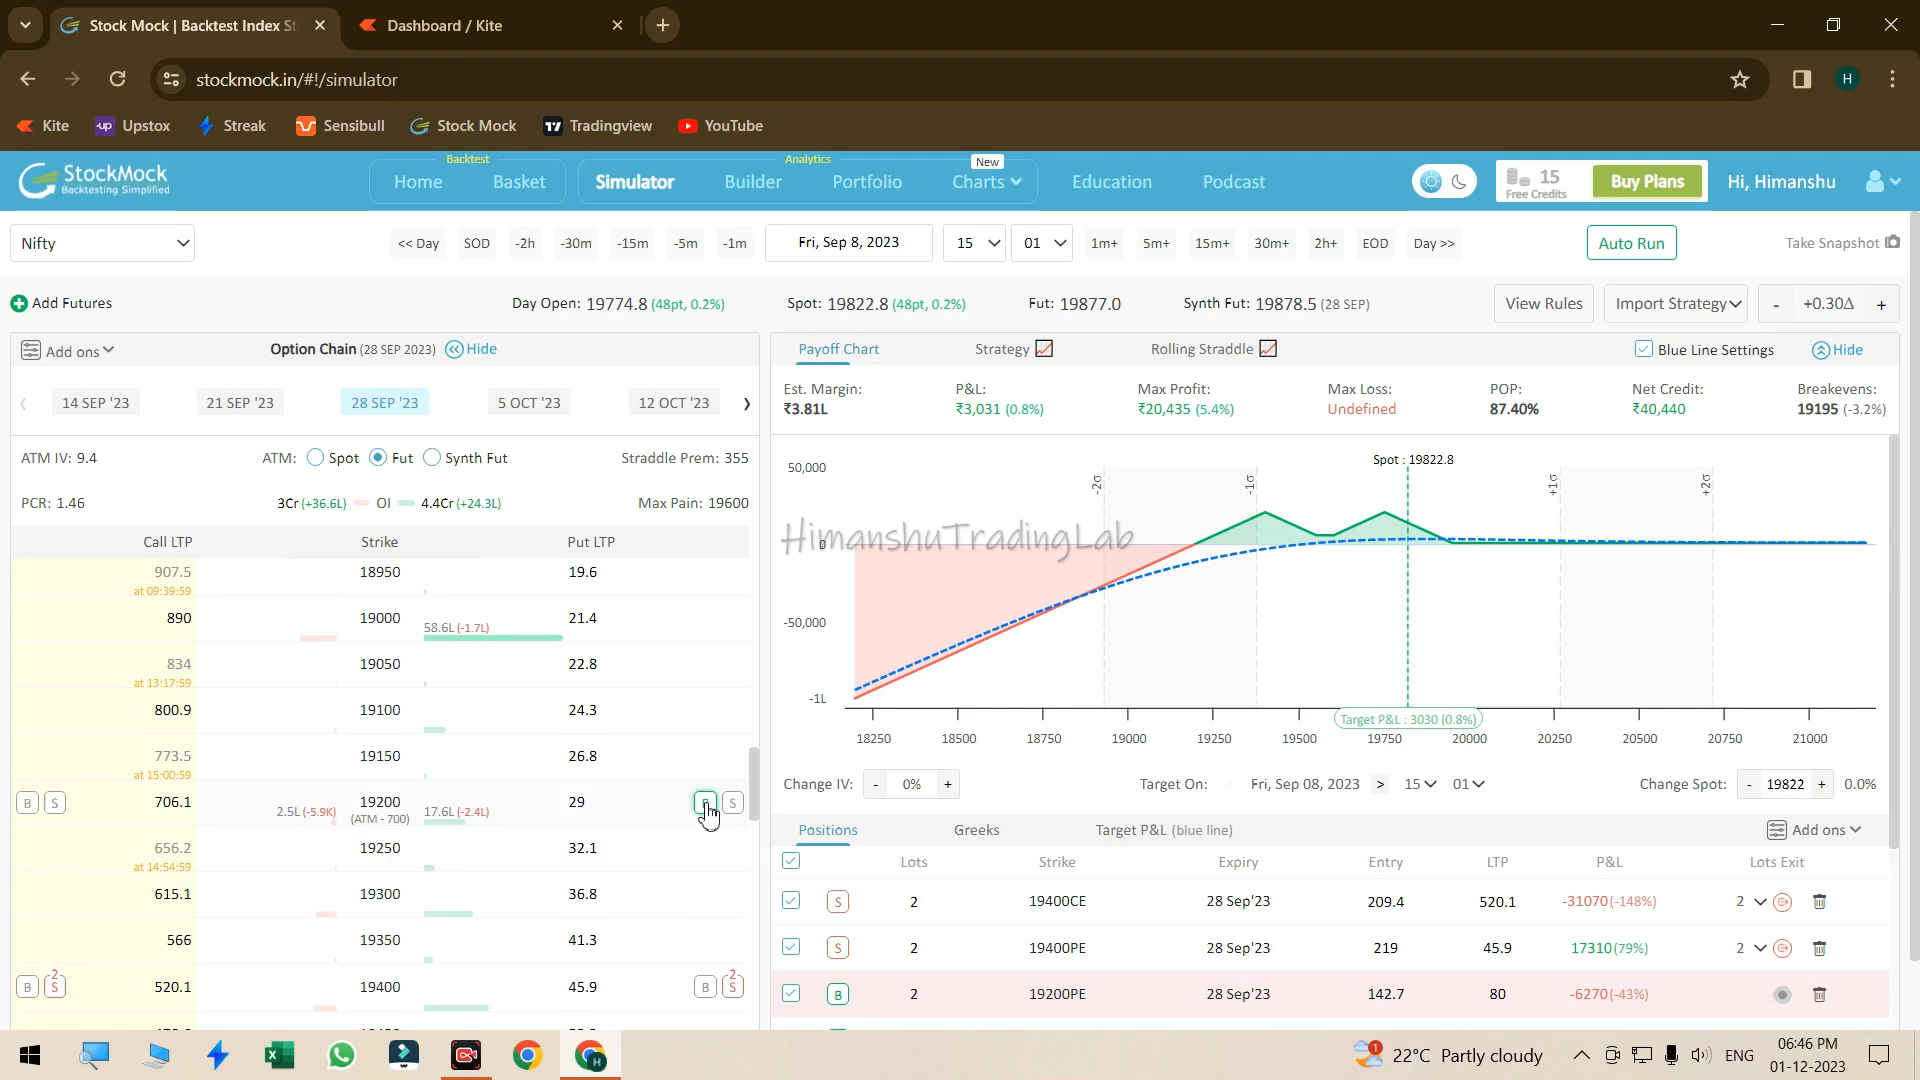 Stock Mock | Backtest Index St
Dashboard / Kite
stockmock.in/#!/simulator
H
Kite
up Upstox
Streak
Sensibull
Stock Mock
Tradingview
YouTube
StockMock
Backtesting Simplified
Backtest
Home Basket
Analytics
Simulator Builder Portfolio Charts
New
Education Podcast
15
Free Credits
Buy Plans
Hi, Himanshu
Nifty
<< Day SOD -2h -30m -15m -5m -1m Fri, Sep 8, 2023 15 01 1m+ 5m+ 15m+ 30m+ 2h+ EOD Day >>
Auto Run
Take Snapshot
Add Futures
Day Open: 19774.8 (48pt, 0.2%) Spot: 19822.8 (48pt, 0.2%) Fut: 19877.0 Synth Fut: 19878.5 (28 SEP)
View Rules Import Strategy - +0.30Δ +
Add ons Option Chain (28 SEP 2023) Hide
14 SEP '23 21 SEP '23 28 SEP '23 5 OCT '23 12 OCT '23
ATM IV: 9.4 ATM: Spot Fut Synth Fut Straddle Prem: 355
PCR: 1.46 3Cr (+36.6L) OI 4.4Cr (+24.3L) Max Pain: 19600
Call LTP Strike Put LTP
907.5 18950 19.6
at 09:39:59
890 19000 58.6L (-1.7L) 21.4
834 19050 22.8
at 13:17:59
800.9 19100 24.3
773.5 19150 26.8
at 15:00:59
B S 706.1 2.5L (-5.9K) 19200 17.6L (-2.4L) 29 B S
(ATM - 700)
656.2 19250 32.1
at 14:54:59
615.1 19300 36.8
566 19350 41.3
B 2 S 520.1 19400 45.9 B 2 S
Payoff Chart Strategy Rolling Straddle Blue Line Settings Hide
Est. Margin: P&L: Max Profit: Max Loss: POP: Net Credit: Breakevens:
₹3.81L ₹3,031 (0.8%) ₹20,435 (5.4%) Undefined 87.40% ₹40,440 19195 (-3.2%)
Spot : 19822.8
50,000
-2σ -1σ +1σ +2σ
HimanshuTradingLab
0
-50,000
-1L
Target P&L : 3030 (0.8%)
18250 18500 18750 19000 19250 19500 19750 20000 20250 20500 20750 21000
Change IV: - 0% + Target On: < Fri, Sep 08, 2023 > 15 01 Change Spot: - 19822 + 0.0%
Positions Greeks Target P&L (blue line) Add ons
Lots Strike Expiry Entry LTP P&L Lots Exit
S 2 19400CE 28 Sep'23 209.4 520.1 -31070(-148%) 2
S 2 19400PE 28 Sep'23 219 45.9 17310(79%) 2
B 2 19200PE 28 Sep'23 142.7 80 -6270(-43%)
1
22°C Partly cloudy
ENG
06:46 PM
01-12-2023